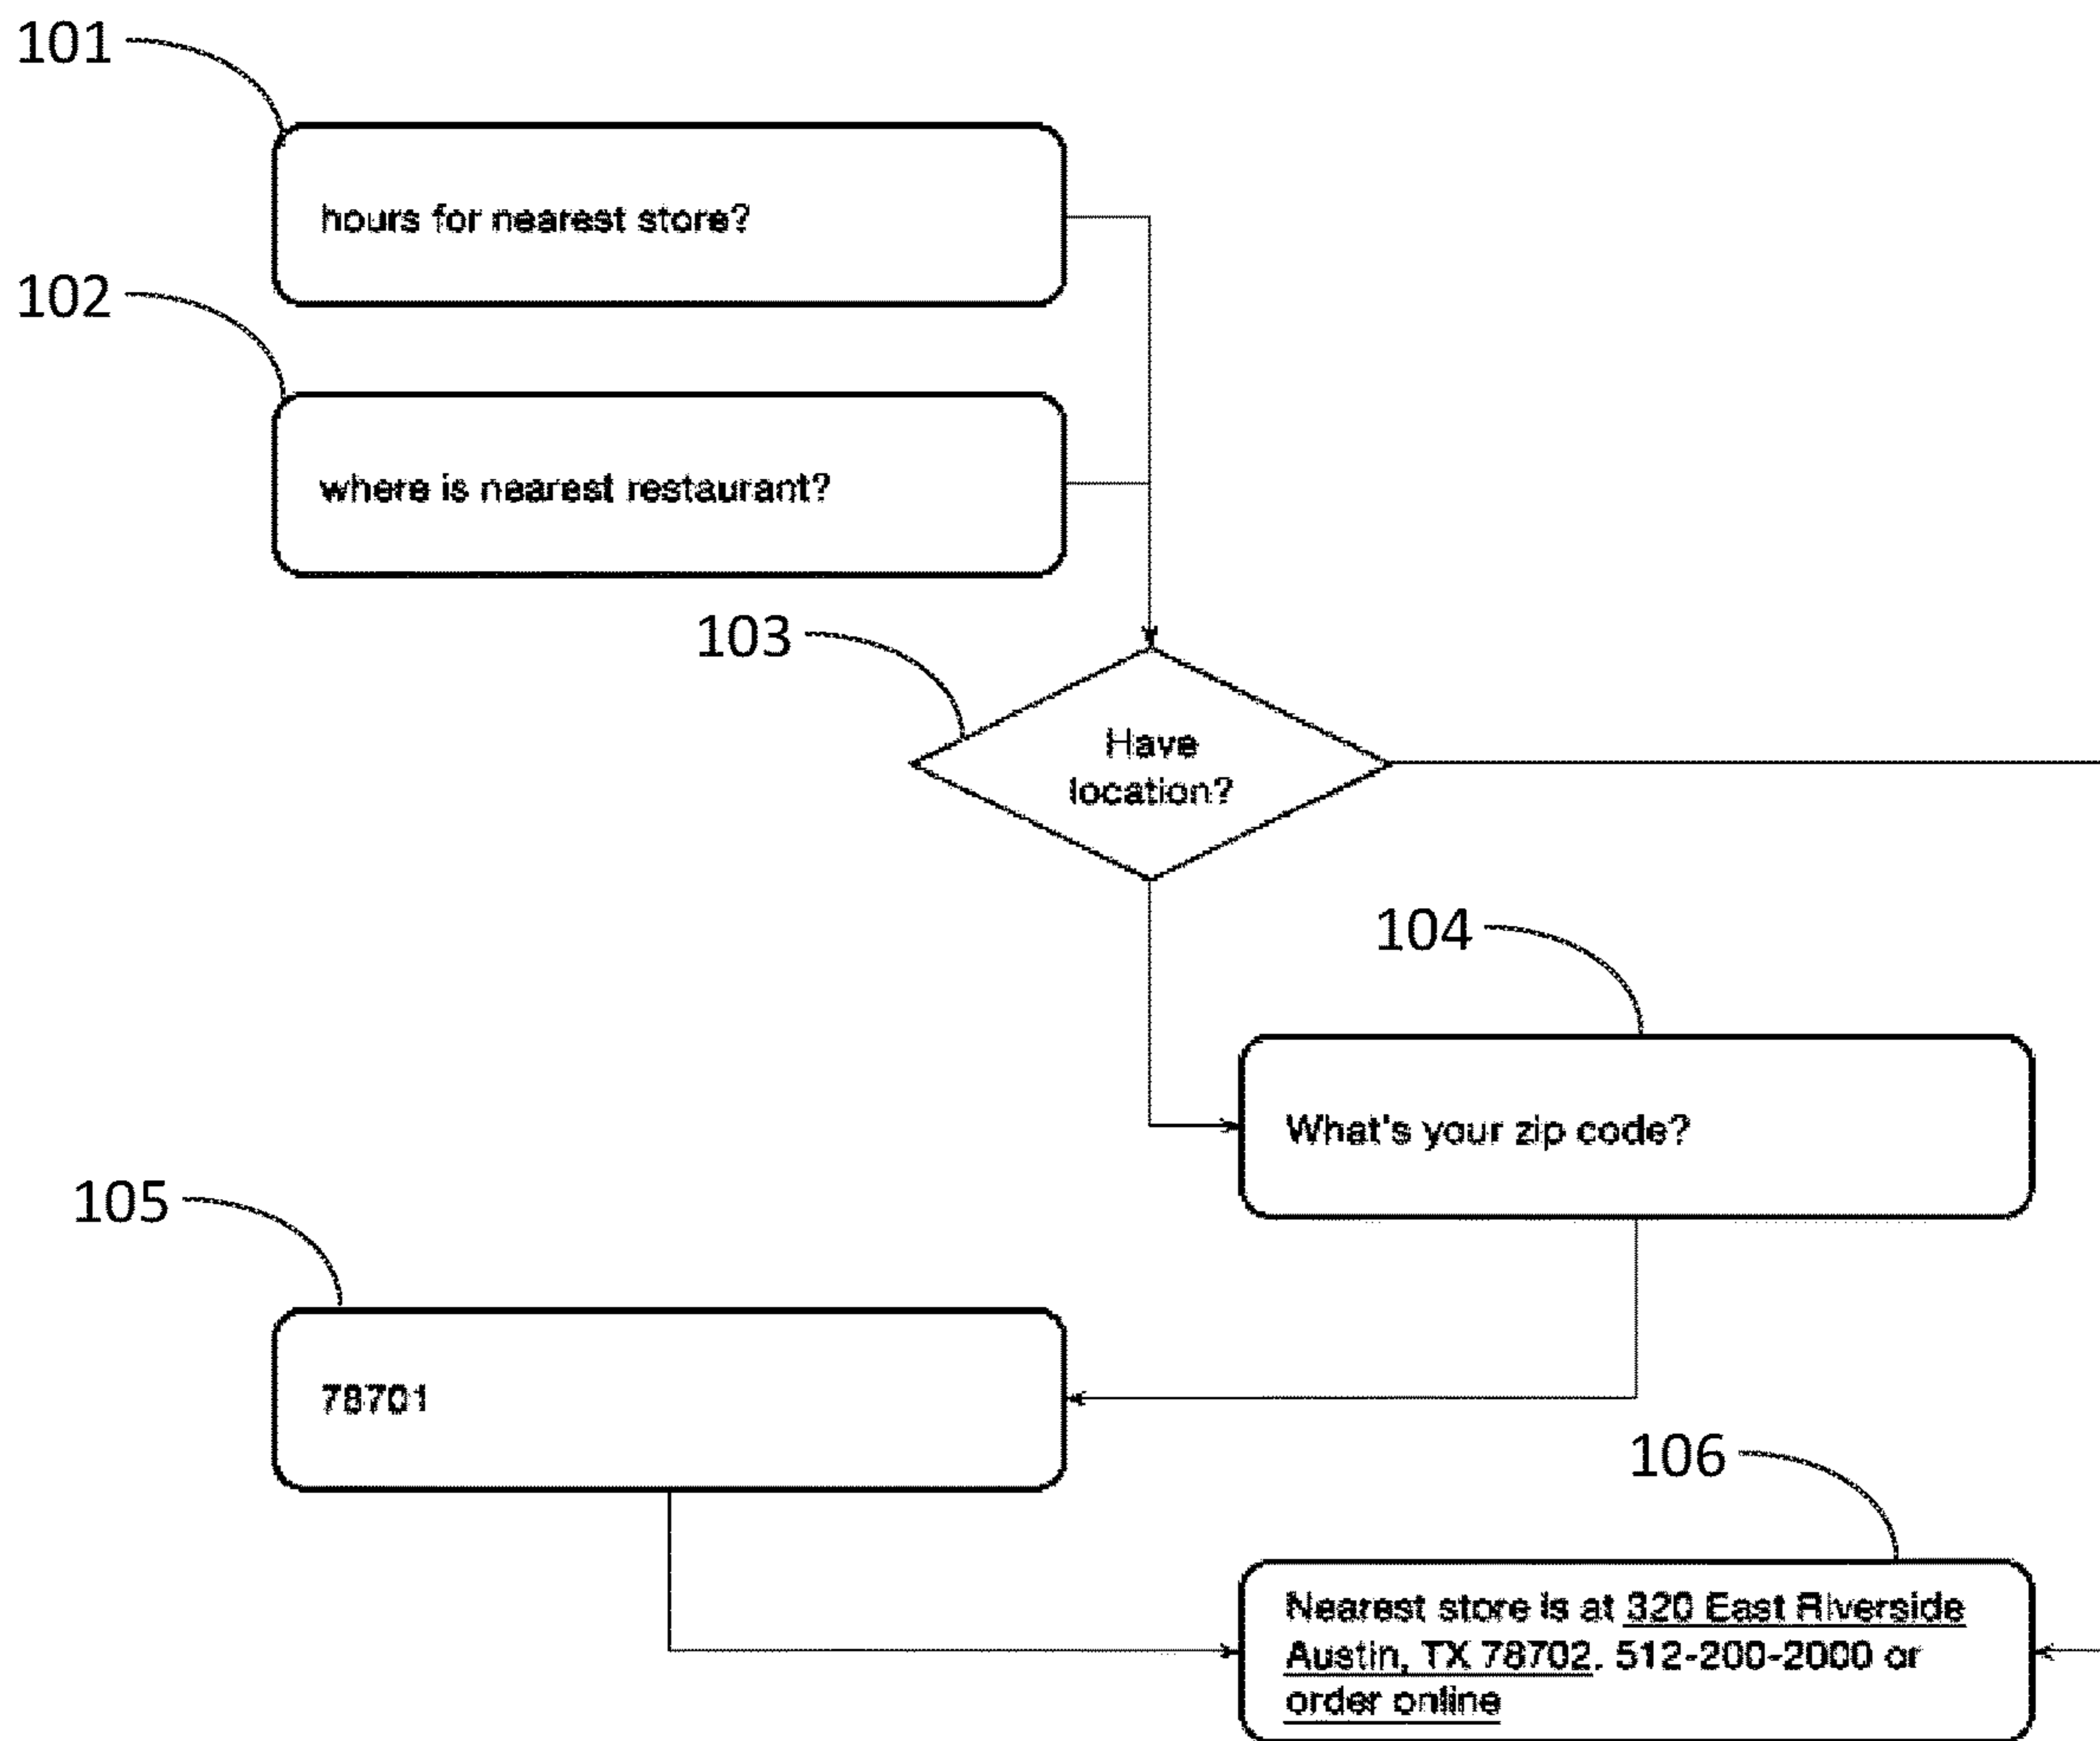 101
hours for nearest store?
102
where is nearest restaurant?
103
Have
location?
104
What's your zip code?
105
78701
106
Nearest store is at 320 East Riverside
Austin, TX 78702. 512-200-2000 or
order online